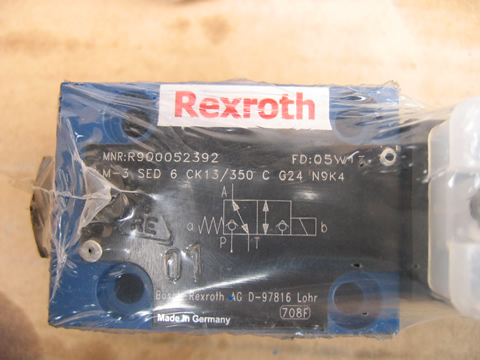 Rexroth
MNR:R900052392 FD:05W13
M-3 SED 6 CK13/350 C G24 N9K4
A
a b
P T
01
Bosch Rexroth AG D-97816 Lohr
708F
Made in Germany